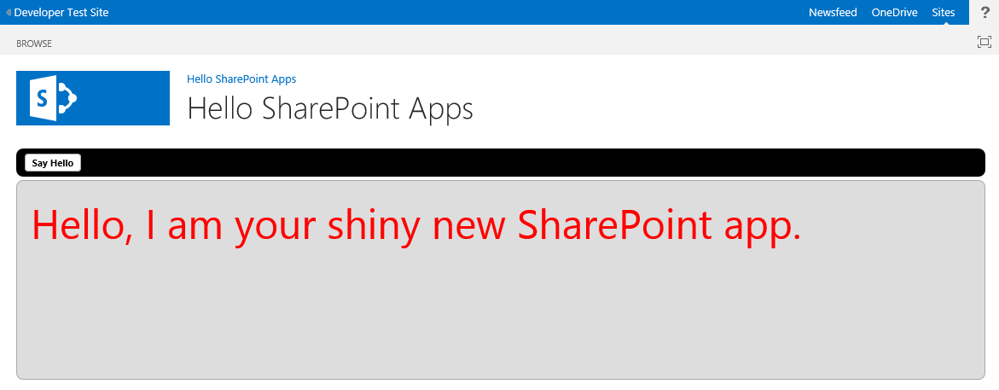 Developer Test Site
Newsfeed OneDrive Sites ?
BROWSE
S
Hello SharePoint Apps
Hello SharePoint Apps
Say Hello
Hello, I am your shiny new SharePoint app.